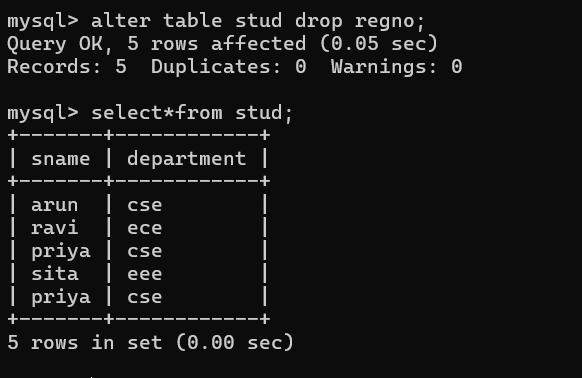 mysql> alter table stud drop regno;
Query OK, 5 rows affected (0.05 sec)
Records: 5  Duplicates: 0  Warnings: 0
mysql> select*from stud;
+-------+------------+
| sname | department |
+-------+------------+
| arun  | cse        |
| ravi  | ece        |
| priya | cse        |
| sita  | eee        |
| priya | cse        |
+-------+------------+
5 rows in set (0.00 sec)